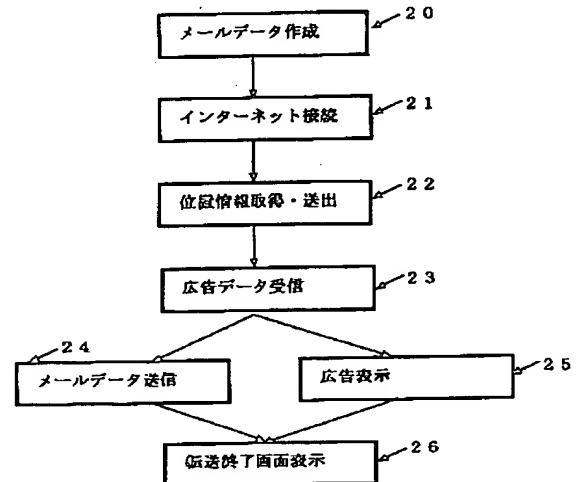 メールデータ作成
20
インターネット接続
21
位置情報取得・送出
22
広告データ受信
23
24
メールデータ送信
広告表示
25
転送終了画面表示
26